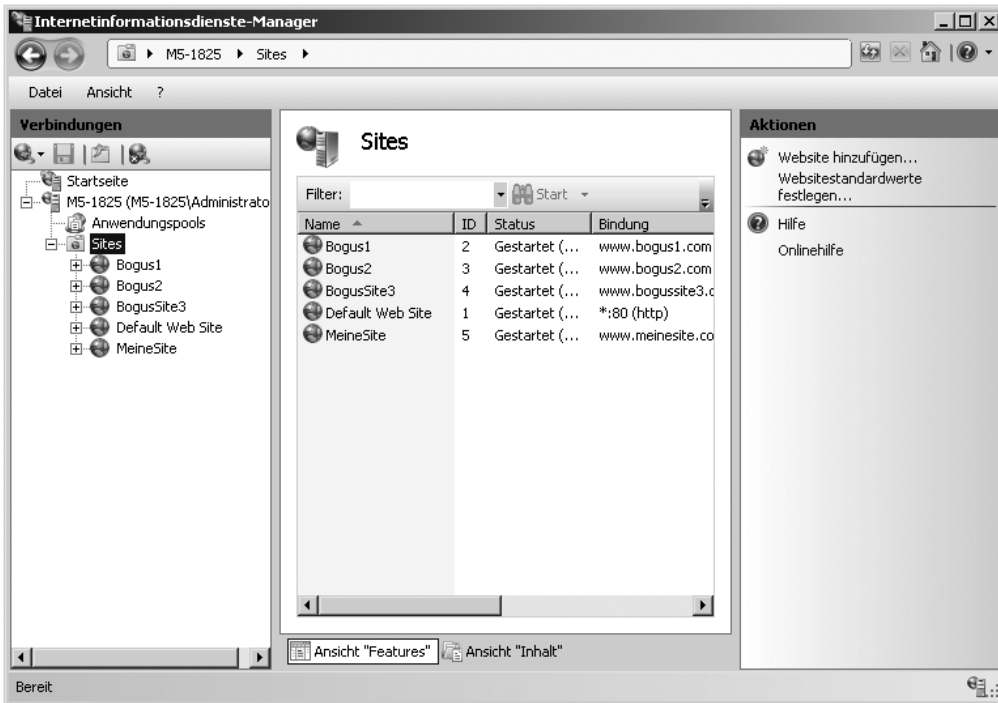 Internetinformationsdienste-Manager
M5-1825 Sites
Datei Ansicht ?
Verbindungen
Startseite
M5-1825 (M5-1825\Administrato
Anwendungspools
Sites
Bogus1
Bogus2
BogusSite3
Default Web Site
MeineSite
Sites
Filter: Start
Name ID Status Bindung
Bogus1 2 Gestartet (... www.bogus1.com
Bogus2 3 Gestartet (... www.bogus2.com
BogusSite3 4 Gestartet (... www.bogussite3.c
Default Web Site 1 Gestartet (... *:80 (http)
MeineSite 5 Gestartet (... www.meinesite.co
Ansicht "Features" Ansicht "Inhalt"
Aktionen
Website hinzufügen...
Websitestandardwerte
festlegen...
Hilfe
Onlinehilfe
Bereit